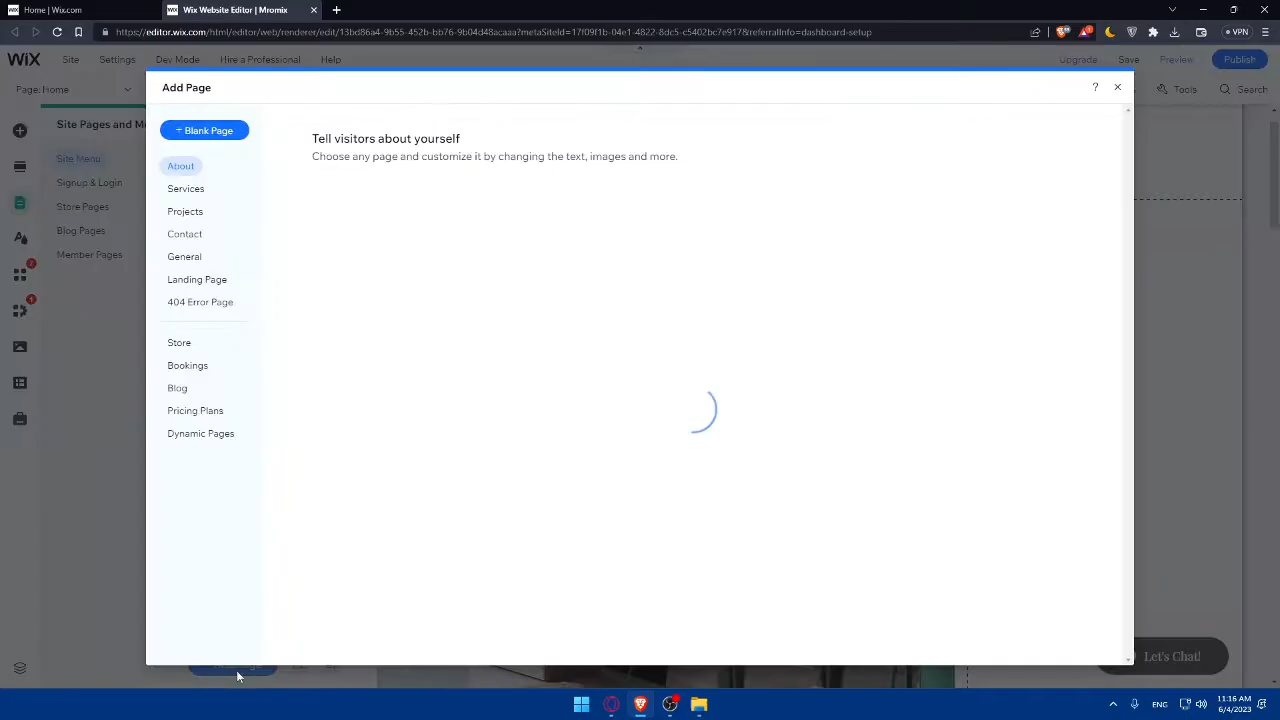 Home | Wix.com
Wix Website Editor | Mromix
https://editor.wix.com/html/editor/web/renderer/edit/13bd86a4-9b55-452b-bb76-9b04d48acaaa?metaSiteId=17f09f1b-04e1-4822-8dc5-c5402bc7e917&referralInfo=dashboard-setup
VPN
WiX
Site
Settings
Dev Mode
Hire a Professional
Help
Upgrade
Save
Preview
Publish
Page: Home
Tools
Search
Add Page
?
Site Pages and M
Site Menu
Signup & Login
Store Pages
Blog Pages
Member Pages
+ Blank Page
About
Services
Projects
Contact
General
Landing Page
404 Error Page
Store
Bookings
Blog
Pricing Plans
Dynamic Pages
Tell visitors about yourself
Choose any page and customize it by changing the text, images and more.
Let's Chat!
ENG
11:16 AM
6/4/2023